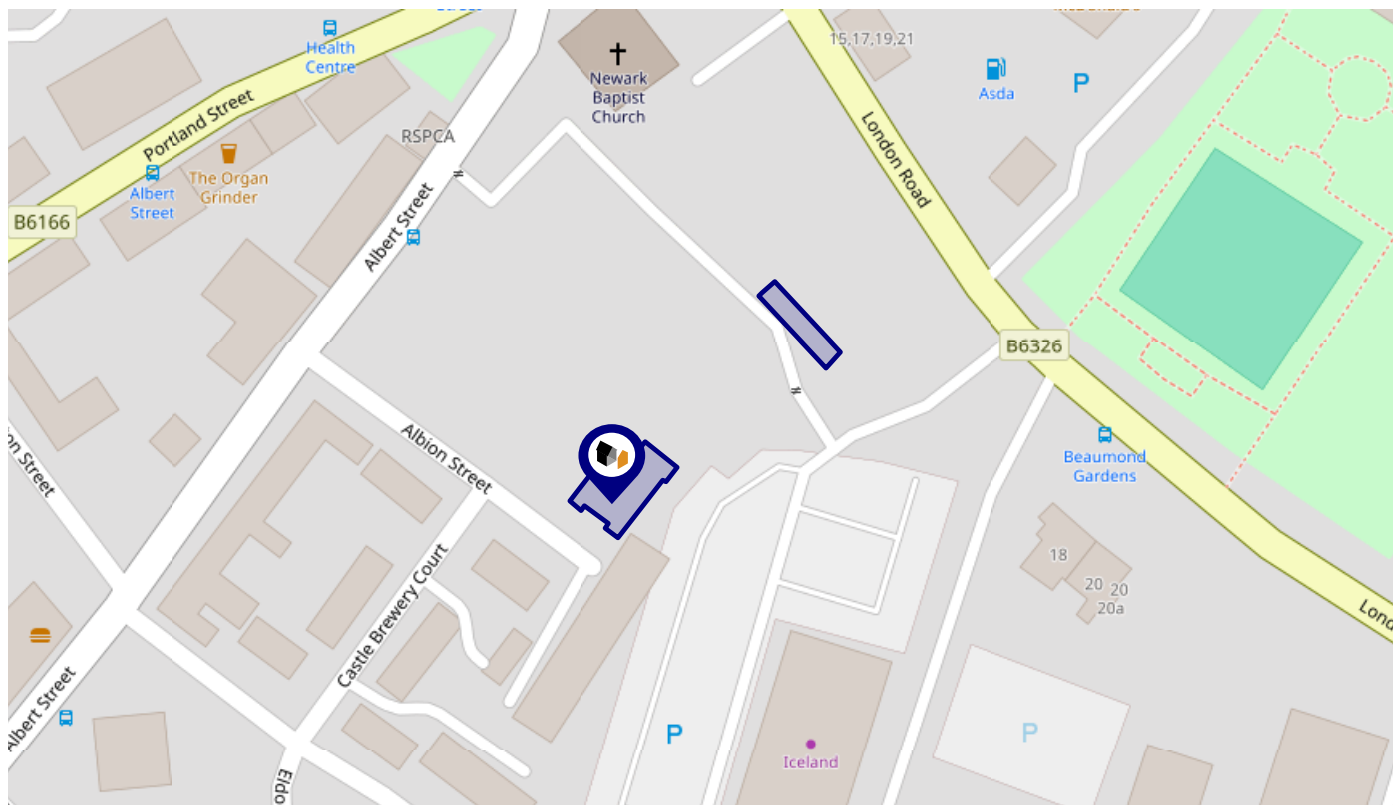 Health
Centre
Portland Street
RSPCA
The Organ
Grinder
Albert
Street
B6166
Albert Street
Newark
Baptist
Church
15,17,19,21
Asda
P
London Road
B6326
Beaumond
Gardens
Albion Street
Castle Brewery Court
18
20
20
20a
Lond
on Street
Albert Street
Eldo
P
Iceland
P